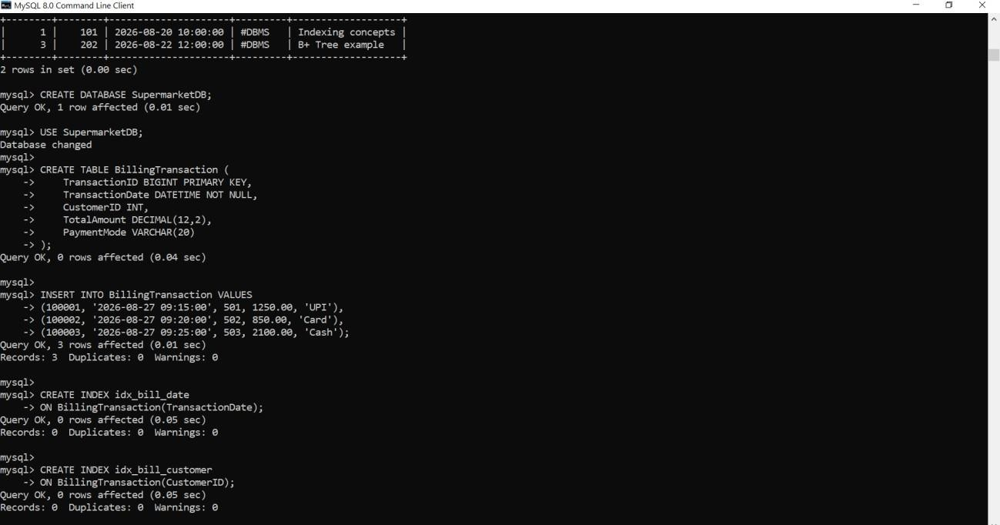 MySQL 8.0 Command Line Client
+--------+--------+---------------------+---------+-------------------+
|      1 |    101 | 2026-08-20 10:00:00 | #DBMS   | Indexing concepts |
|      3 |    202 | 2026-08-22 12:00:00 | #DBMS   | B+ Tree example   |
+--------+--------+---------------------+---------+-------------------+
2 rows in set (0.00 sec)

mysql> CREATE DATABASE SupermarketDB;
Query OK, 1 row affected (0.01 sec)

mysql> USE SupermarketDB;
Database changed
mysql>
mysql> CREATE TABLE BillingTransaction (
    ->     TransactionID BIGINT PRIMARY KEY,
    ->     TransactionDate DATETIME NOT NULL,
    ->     CustomerID INT,
    ->     TotalAmount DECIMAL(12,2),
    ->     PaymentMode VARCHAR(20)
    -> );
Query OK, 0 rows affected (0.04 sec)

mysql>
mysql> INSERT INTO BillingTransaction VALUES
    -> (100001, '2026-08-27 09:15:00', 501, 1250.00, 'UPI'),
    -> (100002, '2026-08-27 09:20:00', 502, 850.00, 'Card'),
    -> (100003, '2026-08-27 09:25:00', 503, 2100.00, 'Cash');
Query OK, 3 rows affected (0.01 sec)
Records: 3  Duplicates: 0  Warnings: 0

mysql>
mysql> CREATE INDEX idx_bill_date
    -> ON BillingTransaction(TransactionDate);
Query OK, 0 rows affected (0.05 sec)
Records: 0  Duplicates: 0  Warnings: 0

mysql>
mysql> CREATE INDEX idx_bill_customer
    -> ON BillingTransaction(CustomerID);
Query OK, 0 rows affected (0.05 sec)
Records: 0  Duplicates: 0  Warnings: 0